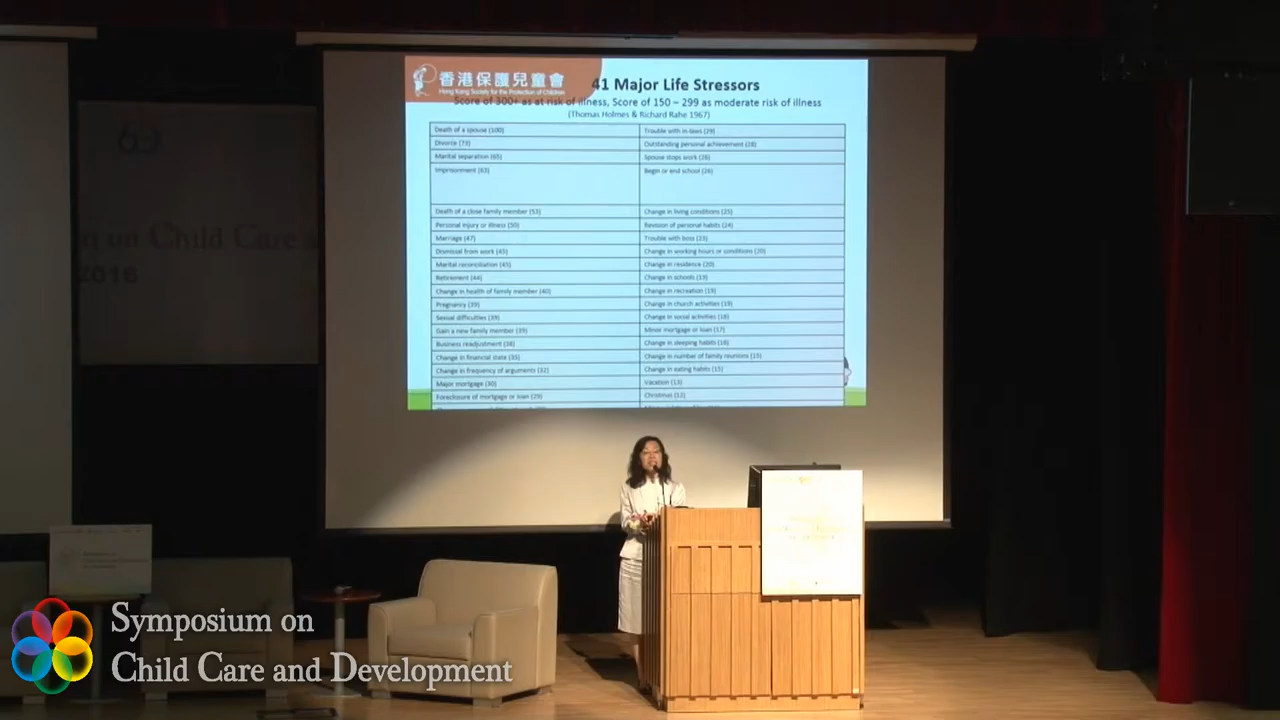 香港保護兒童會
Hong Kong Society for the Protection of Children
41 Major Life Stressors
Score of 300+ as at risk of illness, Score of 150 – 299 as moderate risk of illness
(Thomas Holmes & Richard Rahe 1967)
Death of a spouse (100)
Trouble with in-laws (29)
Divorce (73)
Outstanding personal achievement (28)
Marital separation (65)
Spouse stops work (26)
Imprisonment (63)
Begin or end school (26)
Death of a close family member (53)
Change in living conditions (25)
Personal injury or illness (50)
Revision of personal habits (24)
Marriage (47)
Trouble with boss (23)
Dismissal from work (45)
Change in working hours or conditions (20)
Marital reconciliation (45)
Change in residence (20)
Retirement (44)
Change in schools (19)
Change in health of family member (40)
Change in recreation (19)
Pregnancy (39)
Change in church activities (19)
Sexual difficulties (39)
Change in social activities (18)
Gain a new family member (39)
Minor mortgage or loan (17)
Business readjustment (38)
Change in sleeping habits (16)
Change in financial state (35)
Change in number of family reunions (15)
Change in frequency of arguments (32)
Change in eating habits (15)
Major mortgage (30)
Vacation (13)
Foreclosure of mortgage or loan (29)
Christmas (12)
on Child Care a
2016
Symposium on
Child Care and Development